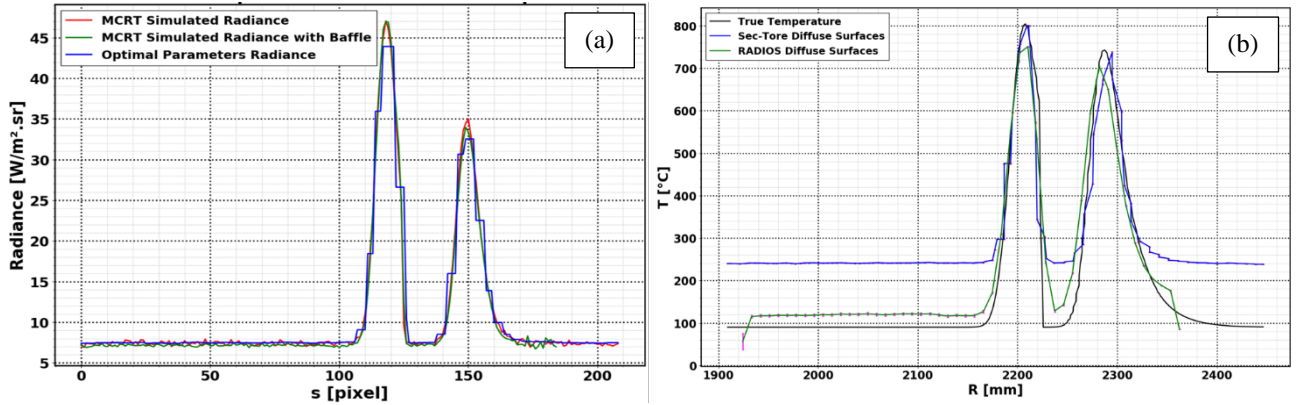 MCRT Simulated Radiance
MCRT Simulated Radiance with Baffle
Optimal Parameters Radiance
(a)
Radiance [W/m².sr]
45
40
35
30
25
20
15
10
5
0 50 100 150 200
s [pixel]
True Temperature
Sec-Tore Diffuse Surfaces
RADIOS Diffuse Surfaces
(b)
T [°C]
800
700
600
500
400
300
200
100
0
1900 2000 2100 2200 2300 2400
R [mm]